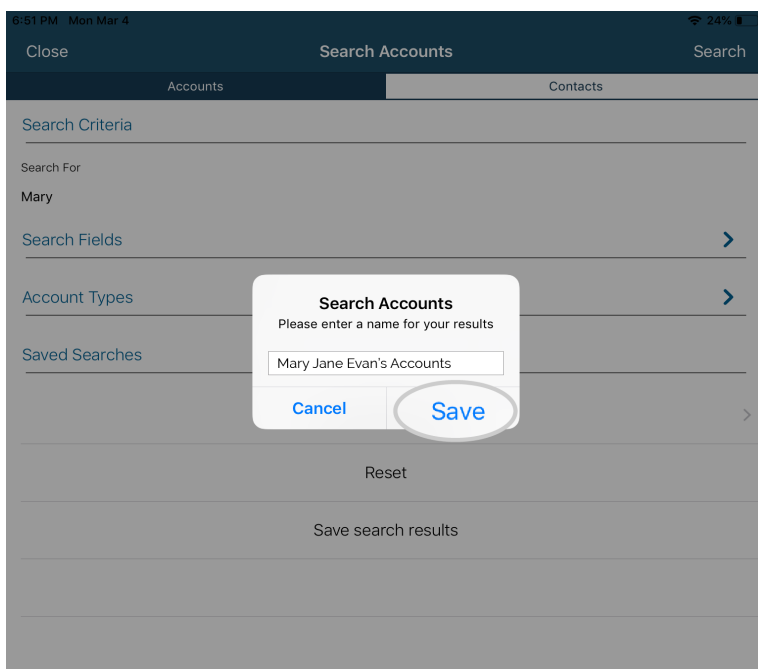 6:51 PM Mon Mar 4 24%
Close Search Accounts Search
Accounts Contacts
Search Criteria
Search For
Mary
Search Fields
Account Types
Saved Searches
Search Accounts
Please enter a name for your results
Mary Jane Evan's Accounts
Cancel Save
Reset
Save search results